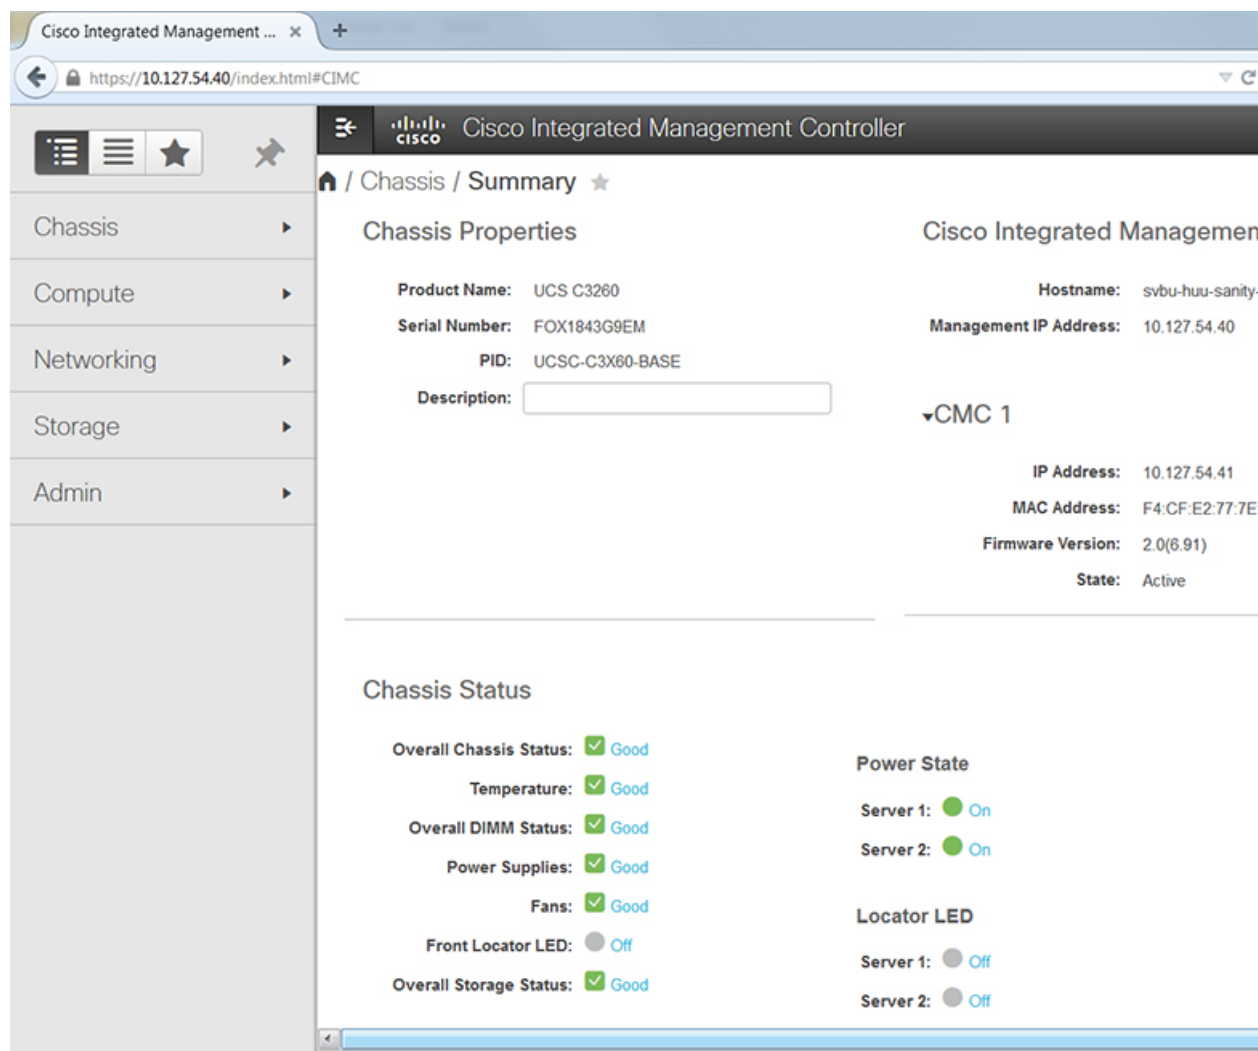 Cisco Integrated Management ... ×
+
https://10.127.54.40/index.html#CIMC
cisco Cisco Integrated Management Controller
/ Chassis / Summary
Chassis
Compute
Networking
Storage
Admin
Chassis Properties
Product Name: UCS C3260
Serial Number: FOX1843G9EM
PID: UCSC-C3X60-BASE
Description:
Cisco Integrated Managemen
Hostname: svbu-huu-sanity-
Management IP Address: 10.127.54.40
CMC 1
IP Address: 10.127.54.41
MAC Address: F4:CF:E2:77:7E
Firmware Version: 2.0(6.91)
State: Active
Chassis Status
Overall Chassis Status: Good
Temperature: Good
Overall DIMM Status: Good
Power Supplies: Good
Fans: Good
Front Locator LED: Off
Overall Storage Status: Good
Power State
Server 1: On
Server 2: On
Locator LED
Server 1: Off
Server 2: Off